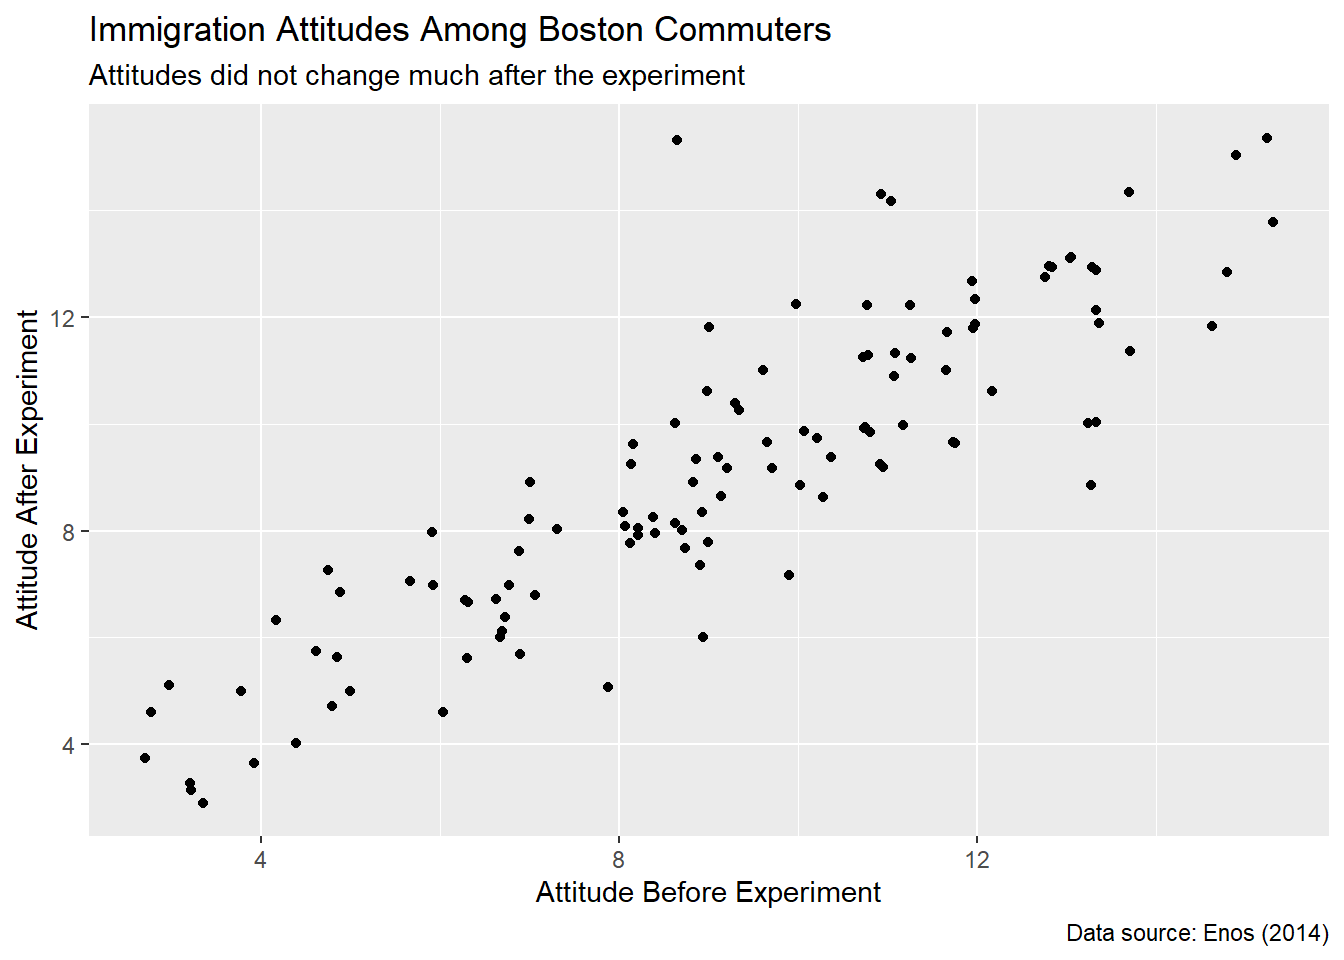 Immigration Attitudes Among Boston Commuters
Attitudes did not change much after the experiment
Attitude After Experiment
12
8
4
4
8
12
Attitude Before Experiment
Data source: Enos (2014)